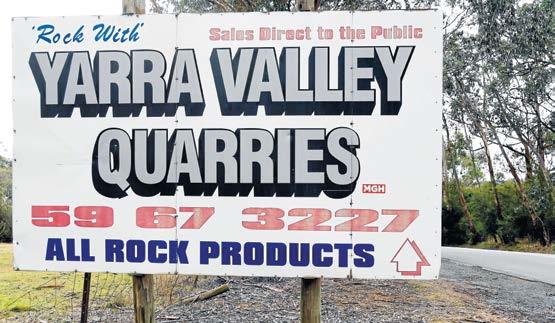 'Rock With'
Sales Direct to the Public
YARRA VALLEY
QUARRIES
MGH
59 67 3227
ALL ROCK PRODUCTS